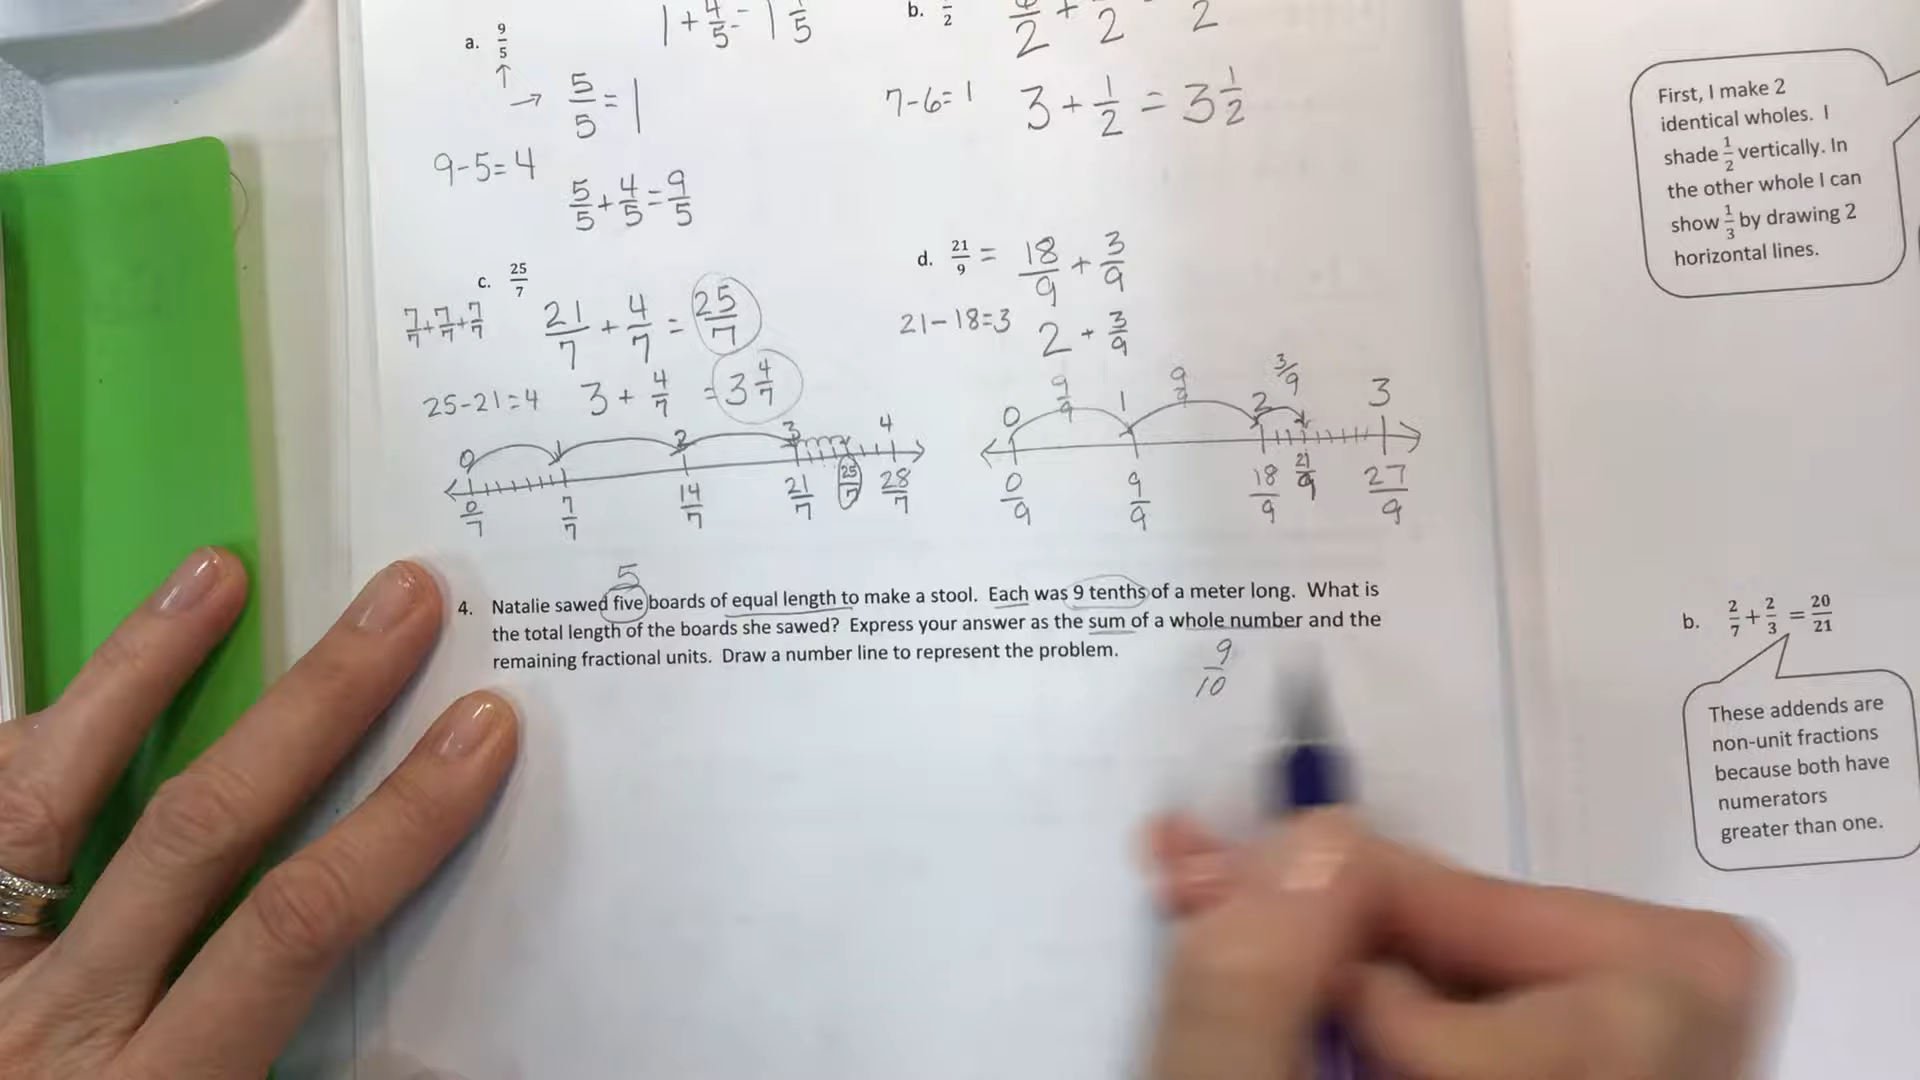 a. 9/5
1 + 4/5 = 1 4/5
5/5 = 1
9-5=4
5/5 + 4/5 = 9/5
b. /2
/2 + /2 /2
7-6=1 3 + 1/2 = 3 1/2
c. 25/7
7/7 + 7/7 + 7/7 21/7 + 4/7 = 25/7
25-21=4 3 + 4/7 = 3 4/7
0 2 3 4
0/7 7/7 14/7 21/7 25/7 28/7
d. 21/9 = 18/9 + 3/9
21-18=3 2 + 3/9
9/9 9/9 3/9
0 1 2 3
0/9 9/9 18/9 21/9 27/9
5
4. Natalie sawed five boards of equal length to make a stool. Each was 9 tenths of a meter long. What is
the total length of the boards she sawed? Express your answer as the sum of a whole number and the
remaining fractional units. Draw a number line to represent the problem.
9/10
First, I make 2
identical wholes. I
shade 1/2 vertically. In
the other whole I can
show 1/3 by drawing 2
horizontal lines.
b. 2/7 + 2/3 = 20/21
These addends are
non-unit fractions
because both have
numerators
greater than one.